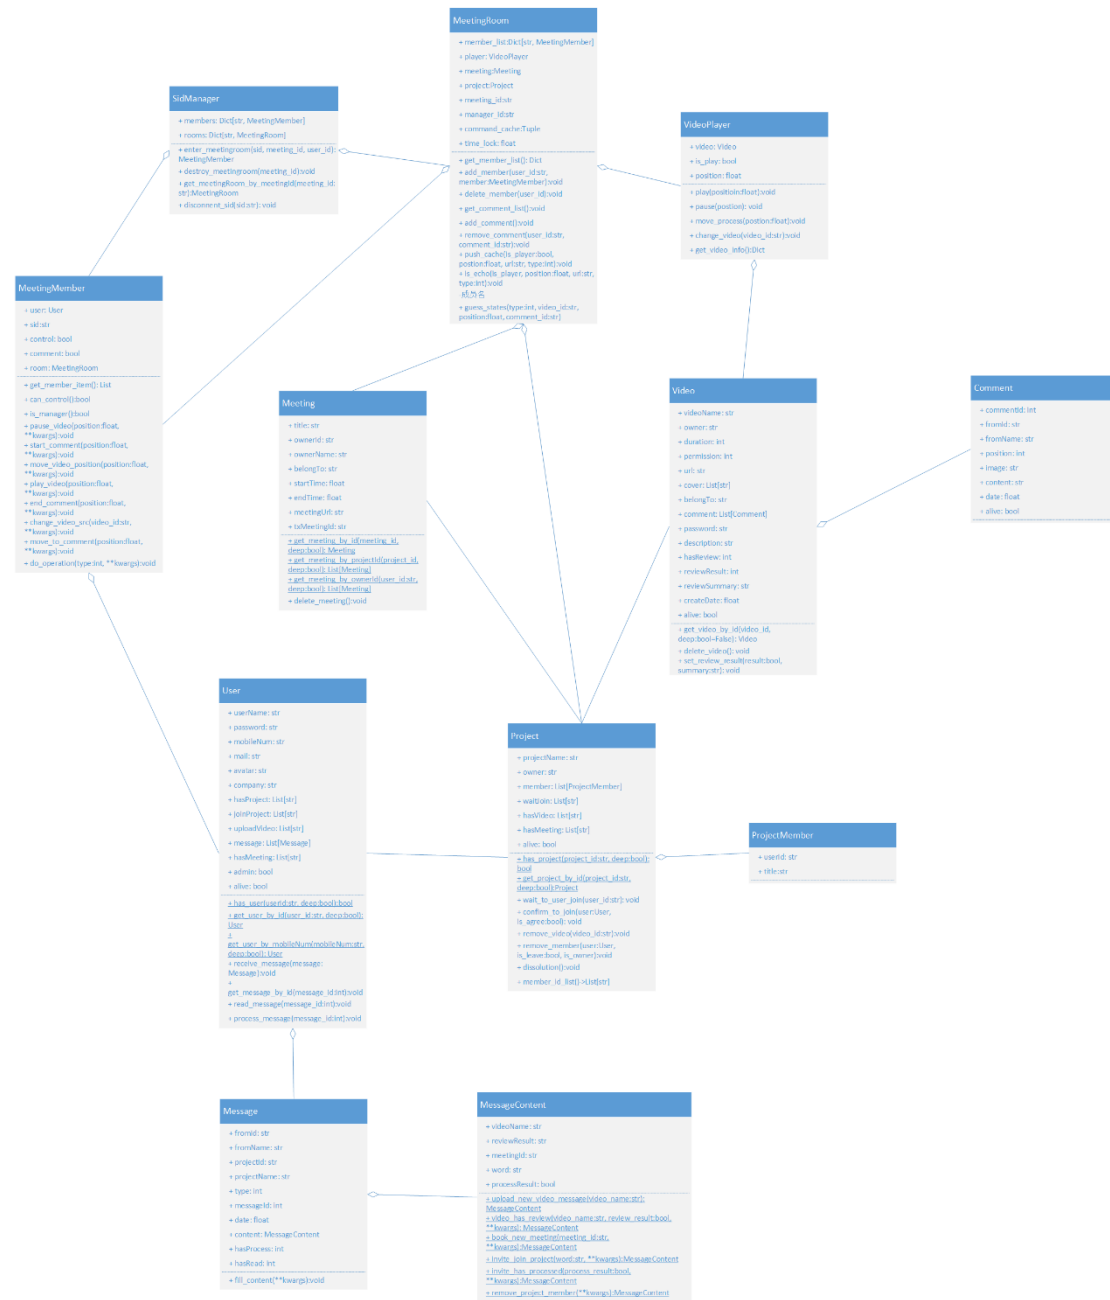 MeetingRoom
+ member_list:Dict[str, MeetingMember]
+ player: VideoPlayer
+ meeting:Meeting
+ project:Project
+ meeting_id:str
+ manager_id:str
+ command_cache:Tuple
+ time_lock: float
+ get_member_list(): Dict
+ add_member(user_id:str,
member:MeetingMember):void
+ delete_member(user_id):void
+ get_comment_list():void
+ add_comment():void
+ remove_comment(user_id:str,
comment_id:str):void
+ push_cache(is_player:bool,
postion:float, url:str, type:int):void
+ is_echo(is_player, position:float, url:str,
type:int):void
+ guess_states(type:int, video_id:str,
position:float, comment_id:str)
SidManager
+ members: Dict[str, MeetingMember]
+ rooms: Dict[str, MeetingRoom]
+ enter_meetingroom(sid, meeting_id, user_id):
MeetingMember
+ destroy_meetingroom(meeting_id):void
+ get_meetingRoom_by_meetingId(meeting_id:
str):MeetingRoom
+ disconnent_sid(sid:str): void
VideoPlayer
+ video: Video
+ is_play: bool
+ position: float
+ play(positioin:float):void
+ pause(postion): void
+ move_process(postion:float):void
+ change_video(video_id:str):void
+ get_video_info():Dict
MeetingMember
+ user: User
+ sid:str
+ control: bool
+ comment: bool
+ room: MeetingRoom
+ get_member_item(): List
+ can_control():bool
+ is_manager():bool
+ pause_video(position:float,
**kwargs):void
+ start_comment(position:float,
**kwargs):void
+ move_video_position(position:float,
**kwargs):void
+ play_video(position:float,
**kwargs):void
+ end_comment(position:float,
**kwargs):void
+ change_video_src(video_id:str,
**kwargs):void
+ move_to_comment(position:float,
**kwargs):void
+ do_operation(type:int, **kwargs):void
Meeting
+ title: str
+ ownerId: str
+ ownerName: str
+ belongTo: str
+ startTime: float
+ endTime: float
+ meetingUrl: str
+ txMeetingId: str
+ get_meeting_by_id(meeting_id,
deep:bool): Meeting
+ get_meeting_by_projectId(project_id,
deep:bool): List[Meeting]
+ get_meeting_by_ownerId(user_id:str,
deep:bool): List[Meeting]
+ delete_meeting():void
Video
+ videoName: str
+ owner: str
+ duration: int
+ permission: int
+ url: str
+ cover: List[str]
+ belongTo: str
+ comment: List[Comment]
+ password: str
+ description: str
+ hasReview: int
+ reviewResult: int
+ reviewSummary: str
+ createDate: float
+ alive: bool
+ get_video_by_id(video_id,
deep:bool=False): Video
+ delete_video(): void
+ set_review_result(result:bool,
summary:str): void
Comment
+ commentId: int
+ fromId: str
+ fromName: str
+ position: int
+ image: str
+ content: str
+ date: float
+ alive: bool
User
+ userName: str
+ password: str
+ mobileNum: str
+ mail: str
+ avatar: str
+ company: str
+ hasProject: List[str]
+ joinProject: List[str]
+ uploadVideo: List[str]
+ message: List[Message]
+ hasMeeting: List[str]
+ admin: bool
+ alive: bool
+ has_user(userId:str, deep:bool):bool
+ get_user_by_id(user_id:str, deep:bool):
User
+
get_user_by_mobileNum(mobileNum:str,
deep:bool): User
+ receive_message(message:
Message):void
+
get_message_by_id(message_id:int):void
+ read_message(message_id:int):void
+ process_message(message_id:int):void
Project
+ projectName: str
+ owner: str
+ member: List[ProjectMember]
+ waitJoin: List[str]
+ hasVideo: List[str]
+ hasMeeting: List[str]
+ alive: bool
+ has_project(project_id:str, deep:bool):
bool
+ get_project_by_id(project_id:str,
deep:bool):Project
+ wait_to_user_join(user_id:str): void
+ confirm_to_join(user:User,
is_agree:bool): void
+ remove_video(video_id:str):void
+ remove_member(user:User,
is_leave:bool, is_owner):void
+ dissolution():void
+ member_id_list()->List[str]
ProjectMember
+ userId: str
+ title:str
Message
+ fromId: str
+ fromName: str
+ projectId: str
+ projectName: str
+ type: int
+ messageId: int
+ date: float
+ content: MessageContent
+ hasProcess: int
+ hasRead: int
+ fill_content(**kwargs):void
MessageContent
+ videoName: str
+ reviewResult: str
+ meetingId: str
+ word: str
+ processResult: bool
+ upload_new_video_message(video_name:str):
MessageContent
+ video_has_review(video_name:str, review_result:bool,
**kwargs): MessageContent
+ book_new_meeting(meeting_id:str,
**kwargs):MessageContent
+ invite_join_project(word:str, **kwargs):MessageContent
+ invite_has_processed(process_result:bool,
**kwargs):MessageContent
+ remove_project_member(**kwargs):MessageContent